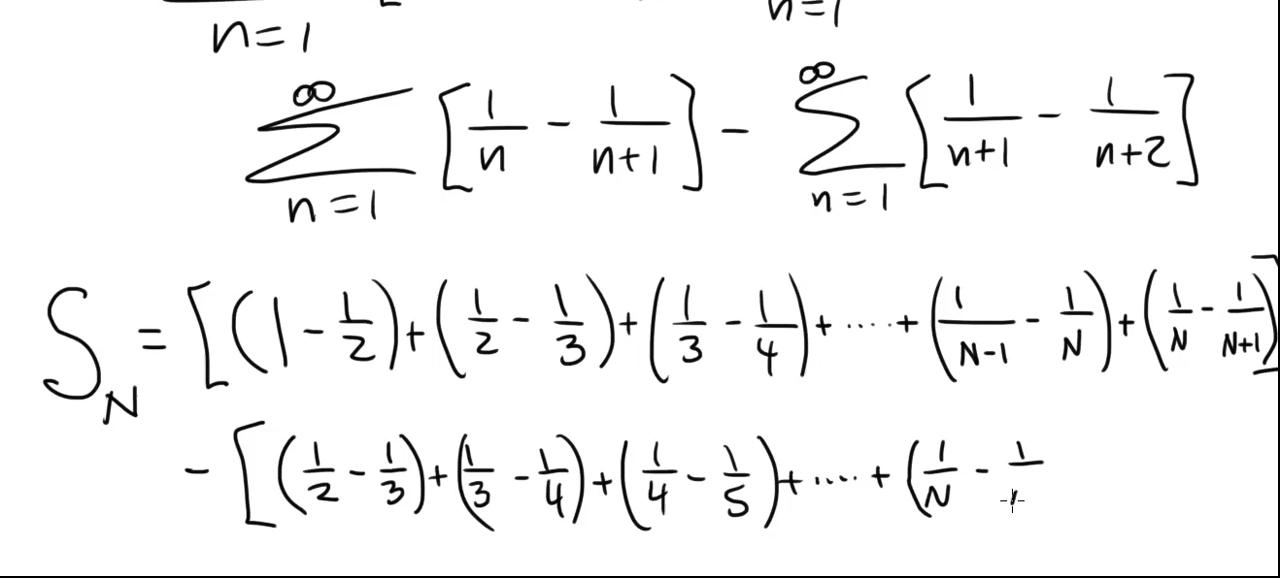 n=1 n=1
∞ ∑ n=1 [1/n - 1/(n+1)] - ∞ ∑ n=1 [1/(n+1) - 1/(n+2)]
S_N = [(1 - 1/2) + (1/2 - 1/3) + (1/3 - 1/4) + ..... + (1/(N-1) - 1/N) + (1/N - 1/(N+1))]
- [(1/2 - 1/3) + (1/3 - 1/4) + (1/4 - 1/5) + ..... + (1/N - 1/